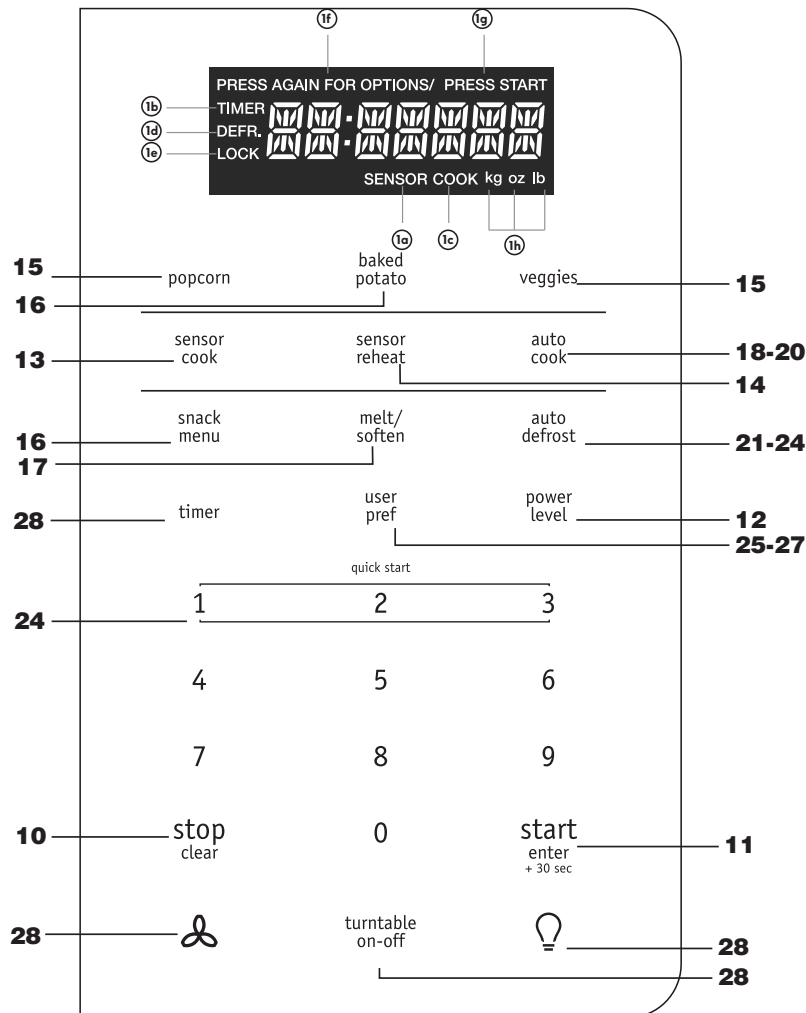 1f 1g
PRESS AGAIN FOR OPTIONS/ PRESS START
1b TIMER
1d DEFR.
1e LOCK
SENSOR COOK kg oz lb
1a 1c 1h
15 popcorn
baked
potato
16
veggies 15
sensor
cook
13
sensor
reheat
14
auto
cook
18-20
snack
menu
16
melt/
soften
17
auto
defrost
21-24
timer
28
user
pref
25-27
power
level
12
quick start
1 2 3
24
4 5 6
7 8 9
10 stop
clear
0
start 11
enter
+ 30 sec
28
turntable
on-off
28
28